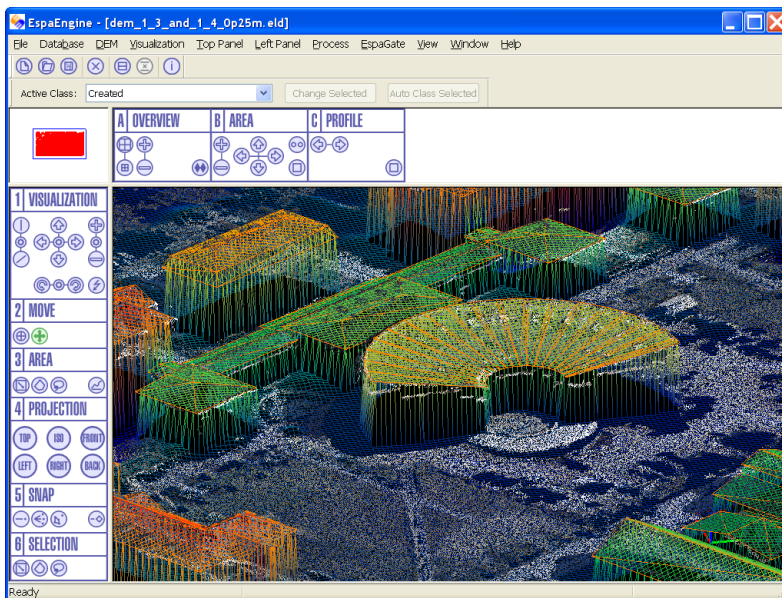 EspaEngine - [dem_1_3_and_1_4_0p25m.eld]
File Database DEM Visualization Top Panel Left Panel Process EspaGate View Window Help
Active Class: Created Change Selected Auto Class Selected
A OVERVIEW B AREA C PROFILE
1 VISUALIZATION
2 MOVE
3 AREA
4 PROJECTION
TOP ISO FRONT
LEFT RIGHT BACK
5 SNAP
6 SELECTION
Ready